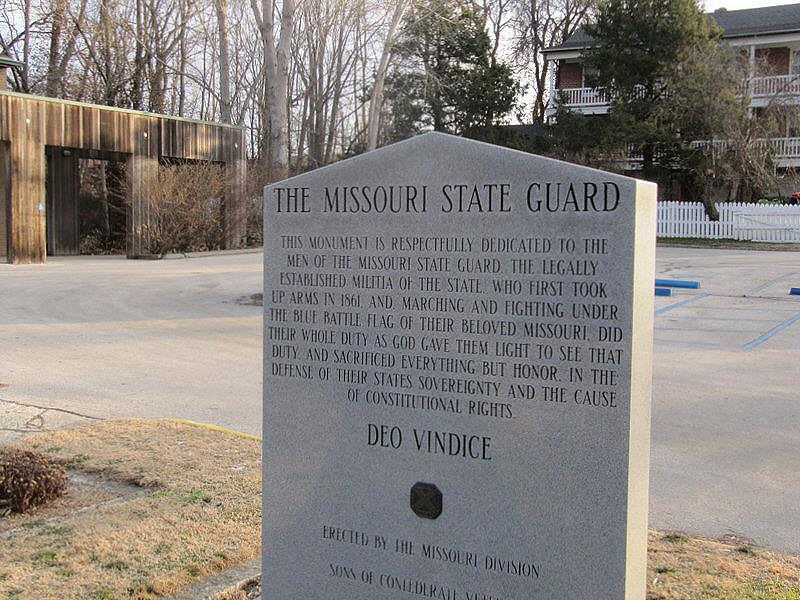 THE MISSOURI STATE GUARD
THIS MONUMENT IS RESPECTFULLY DEDICATED TO THE
MEN OF THE MISSOURI STATE GUARD, THE LEGALLY
ESTABLISHED MILITIA OF THE STATE, WHO FIRST TOOK
UP ARMS IN 1861, AND, MARCHING AND FIGHTING UNDER
THE BLUE BATTLE FLAG OF THEIR BELOVED MISSOURI, DID
THEIR WHOLE DUTY AS GOD GAVE THEM LIGHT TO SEE THAT
DUTY, AND SACRIFICED EVERYTHING BUT HONOR, IN THE
DEFENSE OF THEIR STATES SOVEREIGNTY AND THE CAUSE
OF CONSTITUTIONAL RIGHTS.
DEO VINDICE
ERECTED BY THE MISSOURI DIVISION
SONS OF CONFEDERATE